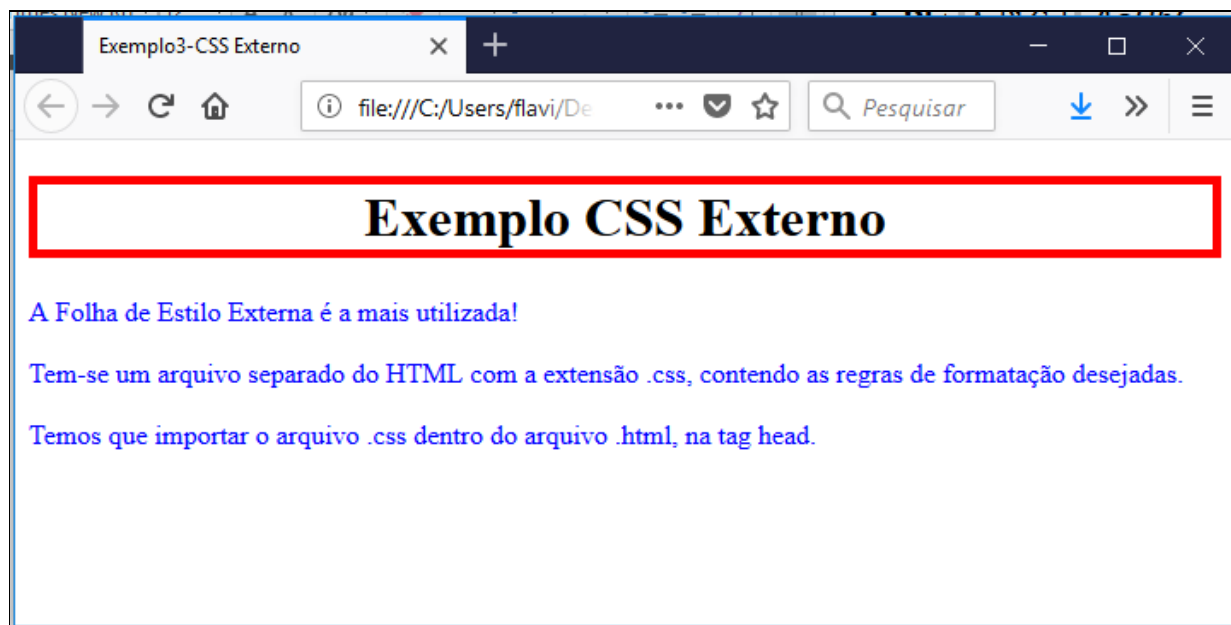 Exemplo3-CSS Externo
file:///C:/Users/flavi/De
Pesquisar
Exemplo CSS Externo
A Folha de Estilo Externa é a mais utilizada!
Tem-se um arquivo separado do HTML com a extensão .css, contendo as regras de formatação desejadas.
Temos que importar o arquivo .css dentro do arquivo .html, na tag head.